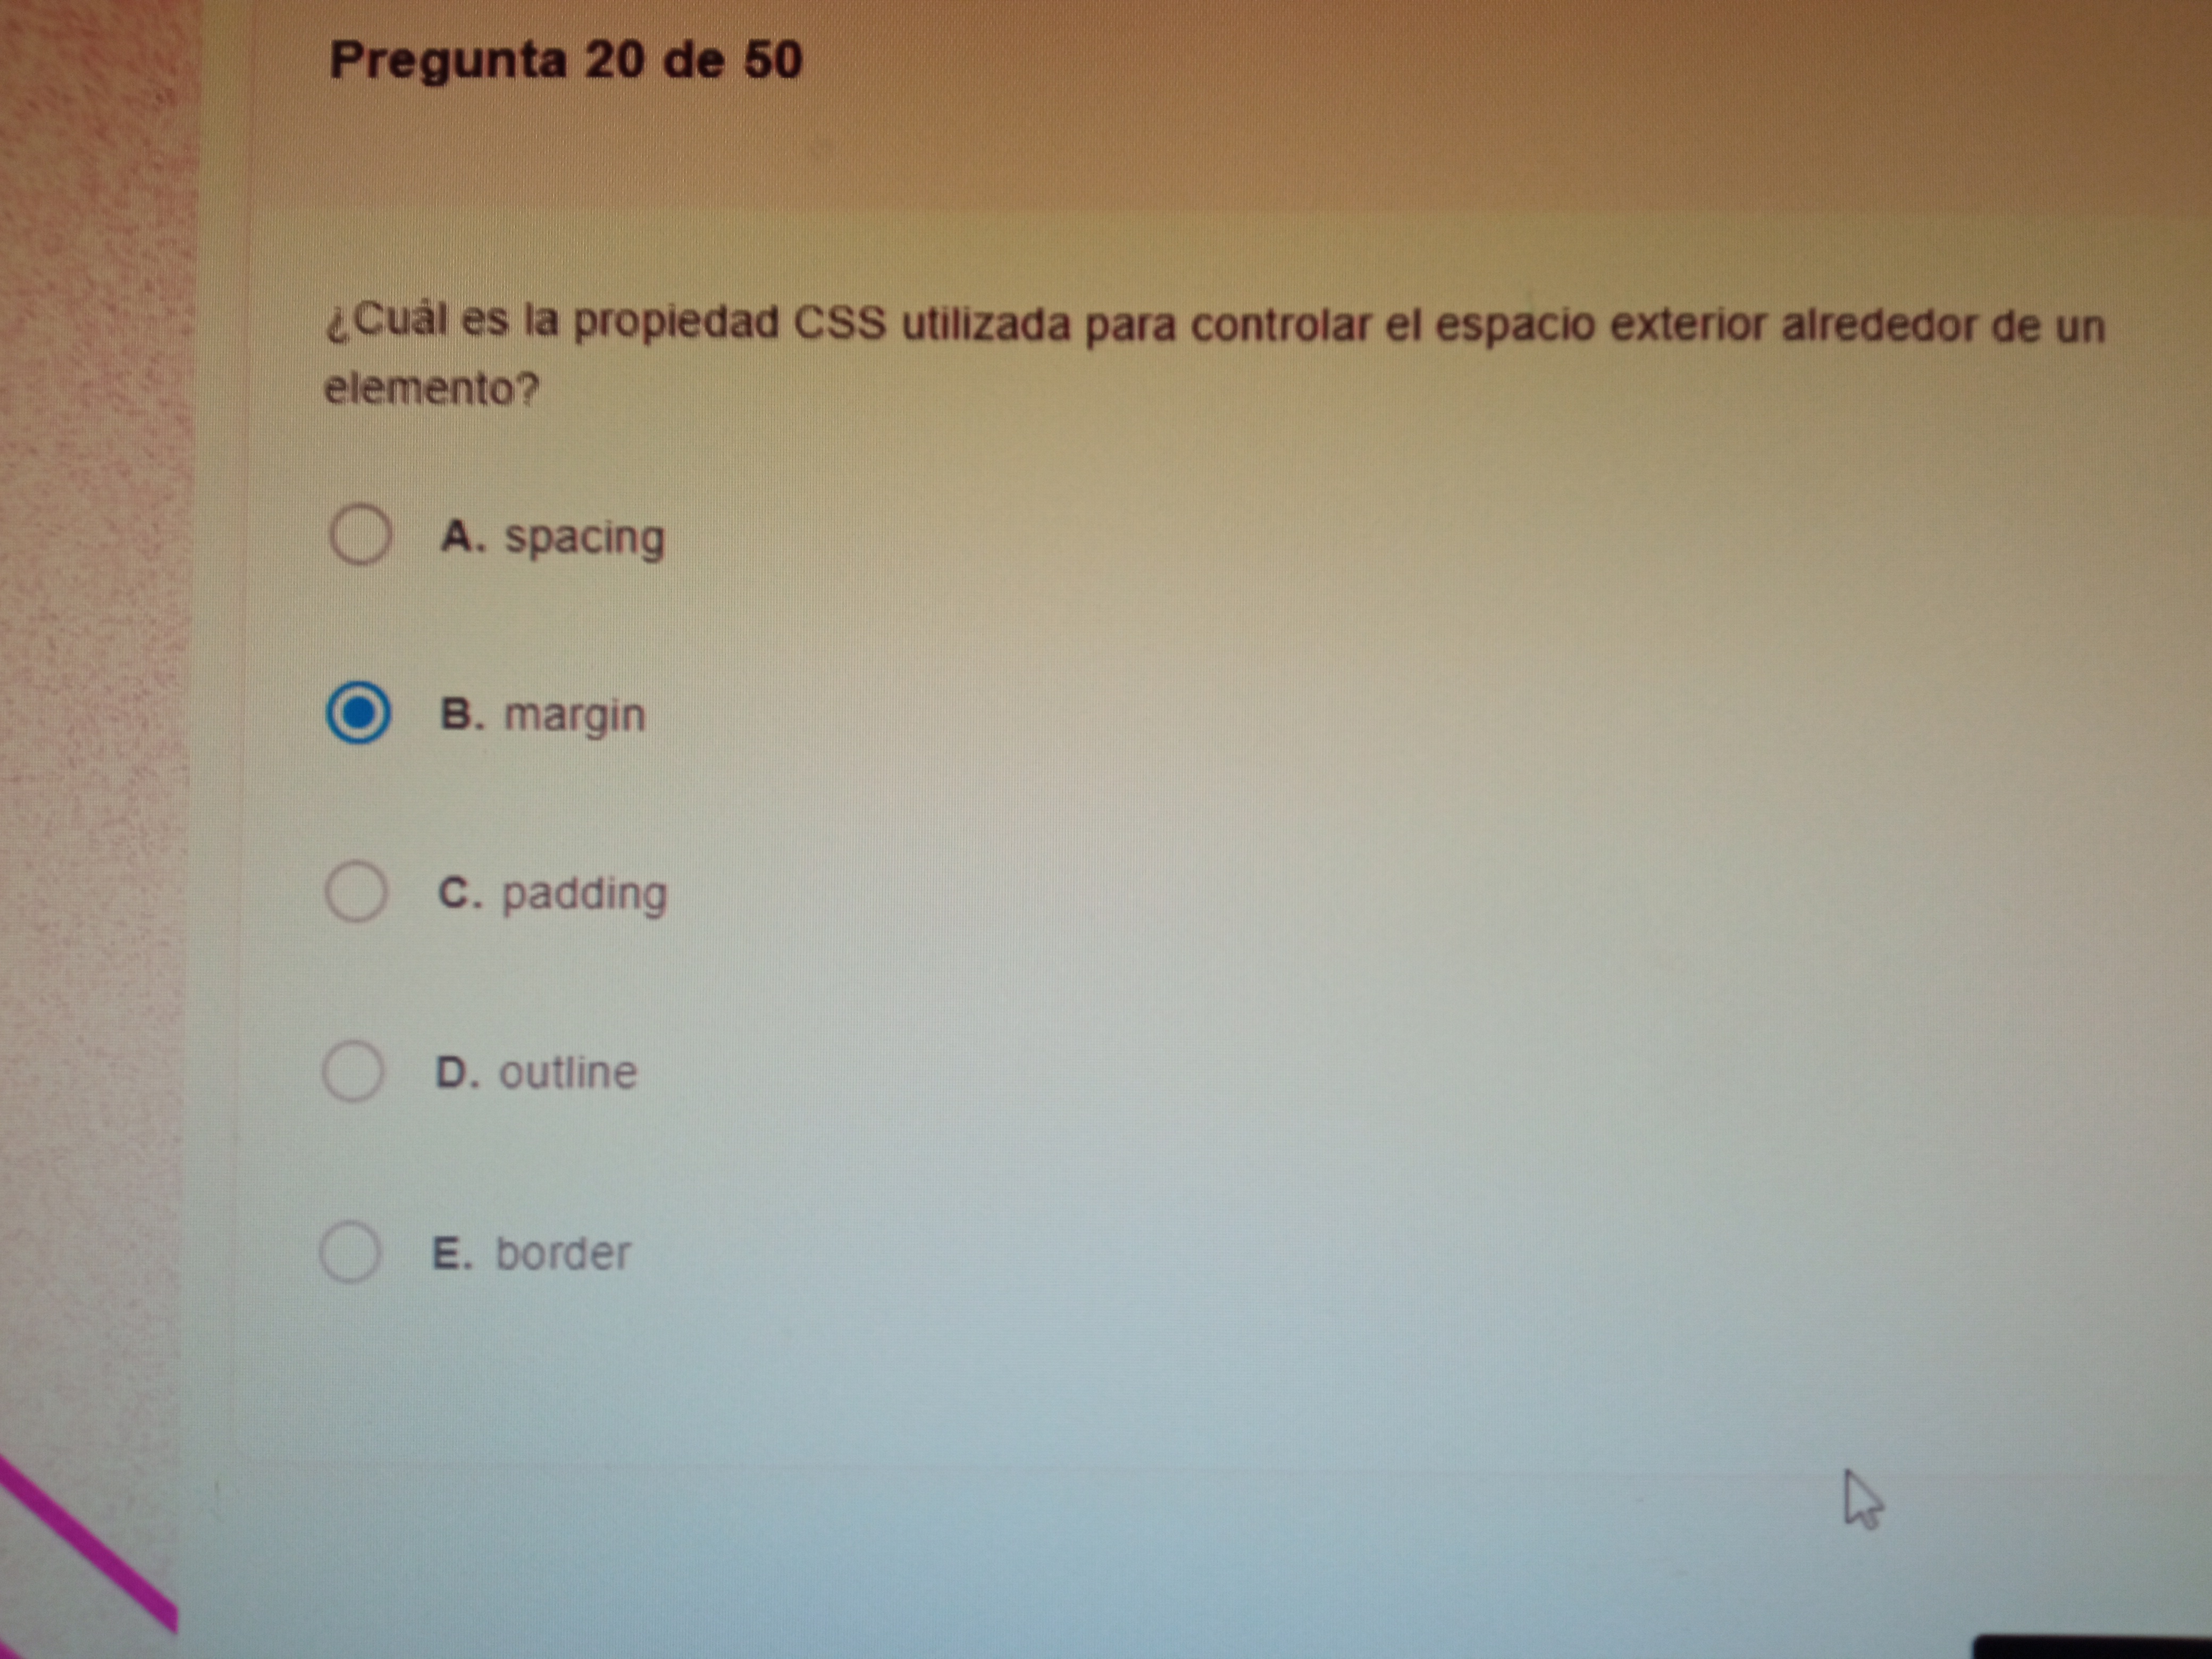 Pregunta 20 de 50
¿Cuál es la propiedad CSS utilizada para controlar el espacio exterior alrededor de un
elemento?
A. spacing
B. margin
C. padding
D. outline
E. border